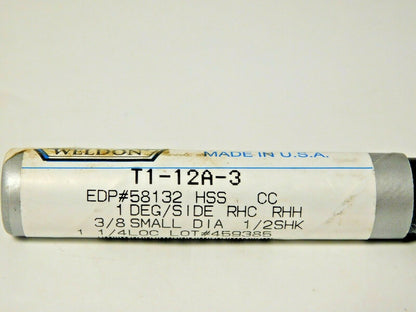 WELDON
MADE IN U.S.A.
T1-12A-3
EDP#58132 HSS CC
1 DEG/SIDE RHC RHH
3/8 SMALL DIA 1/2SHK
1 1/4LOC LOT#459385